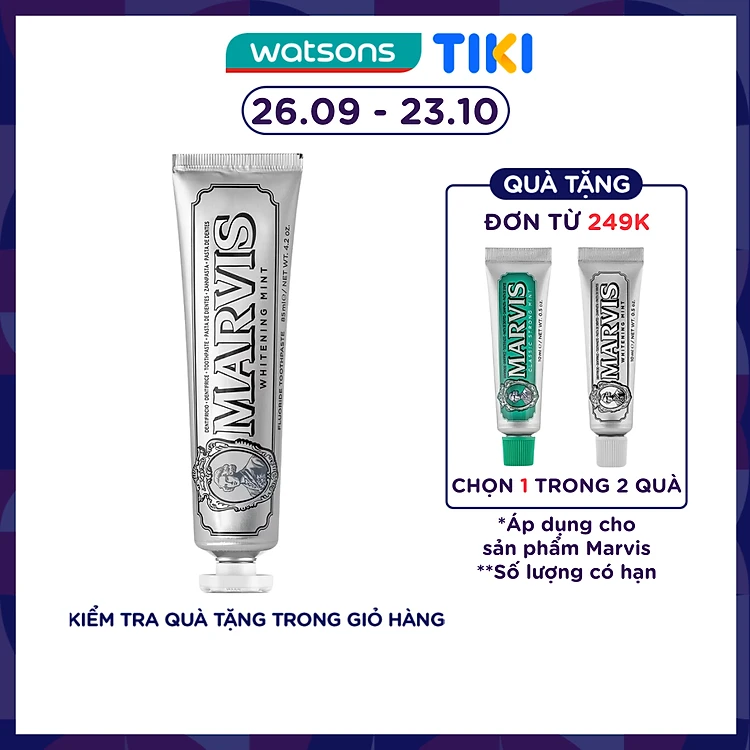 watsons TIKI
26.09 - 23.10
DENTIFRICIO • DENTIFRICE • TOOTHPASTE • PASTA DE DENTES • ZAHNPASTA • PASTA DE DIENTES
MARVIS
WHITENING MINT
FLUORIDE TOOTHPASTE 85ml ℮ / NET WT. 4.2 oz.
QUÀ TẶNG
ĐƠN TỪ 249K
MARVIS
CLASSIC STRONG MINT
10ml ℮ / NET WT. 0.5 oz.
MARVIS
WHITENING MINT
10ml ℮ / NET WT. 0.5 oz.
CHỌN 1 TRONG 2 QUÀ
*Áp dụng cho
sản phẩm Marvis
**Số lượng có hạn
KIỂM TRA QUÀ TẶNG TRONG GIỎ HÀNG